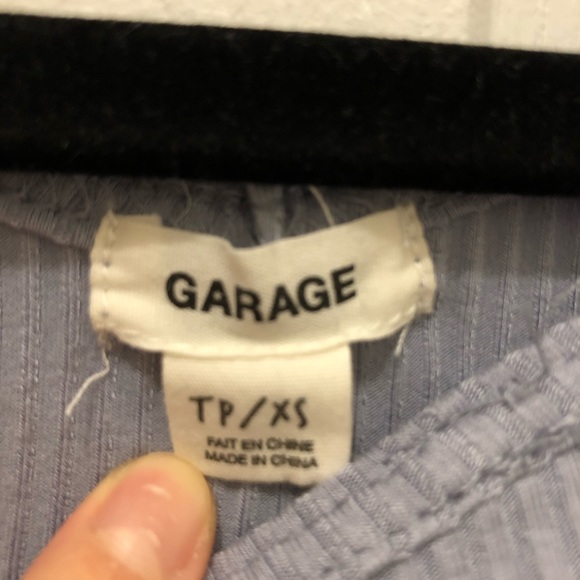 GARAGE
TP/XS
FAIT EN CHINE
MADE IN CHINA